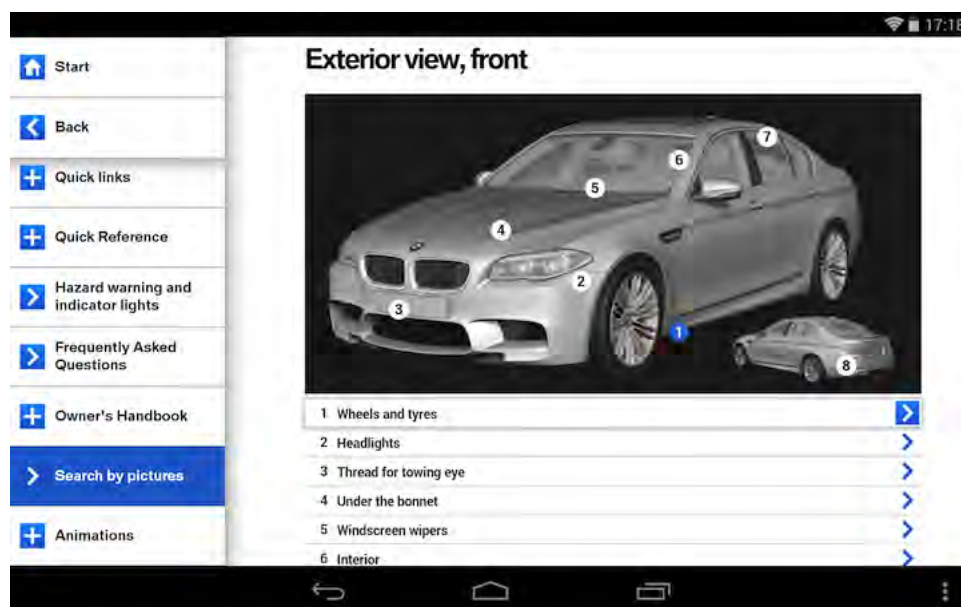 17:18
Start
Back
Quick links
Quick Reference
Hazard warning and
indicator lights
Frequently Asked
Questions
Owner's Handbook
Search by pictures
Animations
Exterior view, front
7
6
5
4
2
3
1
8
1 Wheels and tyres
2 Headlights
3 Thread for towing eye
4 Under the bonnet
5 Windscreen wipers
6 Interior